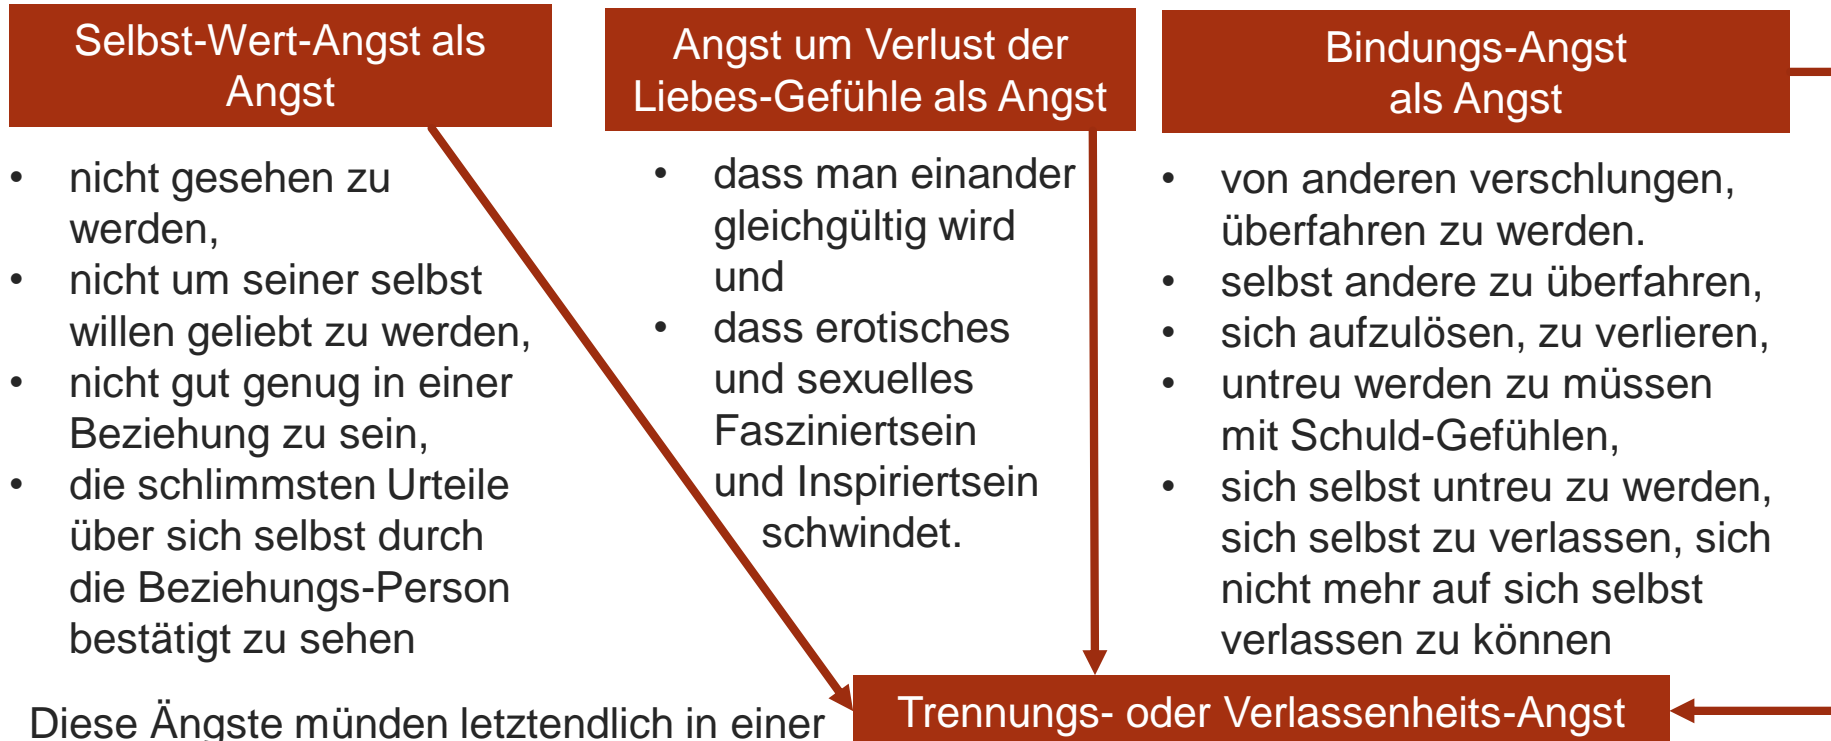 Selbst-Wert-Angst als
Angst
• nicht gesehen zu
werden,
• nicht um seiner selbst
willen geliebt zu werden,
• nicht gut genug in einer
Beziehung zu sein,
• die schlimmsten Urteile
über sich selbst durch
die Beziehungs-Person
bestätigt zu sehen
Angst um Verlust der
Liebes-Gefühle als Angst
• dass man einander
gleichgültig wird
und
• dass erotisches
und sexuelles
Fasziniertsein
und Inspiriertsein
schwindet.
Bindungs-Angst
als Angst
• von anderen verschlungen,
überfahren zu werden.
• selbst andere zu überfahren,
• sich aufzulösen, zu verlieren,
• untreu werden zu müssen
mit Schuld-Gefühlen,
• sich selbst untreu zu werden,
sich selbst zu verlassen, sich
nicht mehr auf sich selbst
verlassen zu können
Diese Ängste münden letztendlich in einer
Trennungs- oder Verlassenheits-Angst